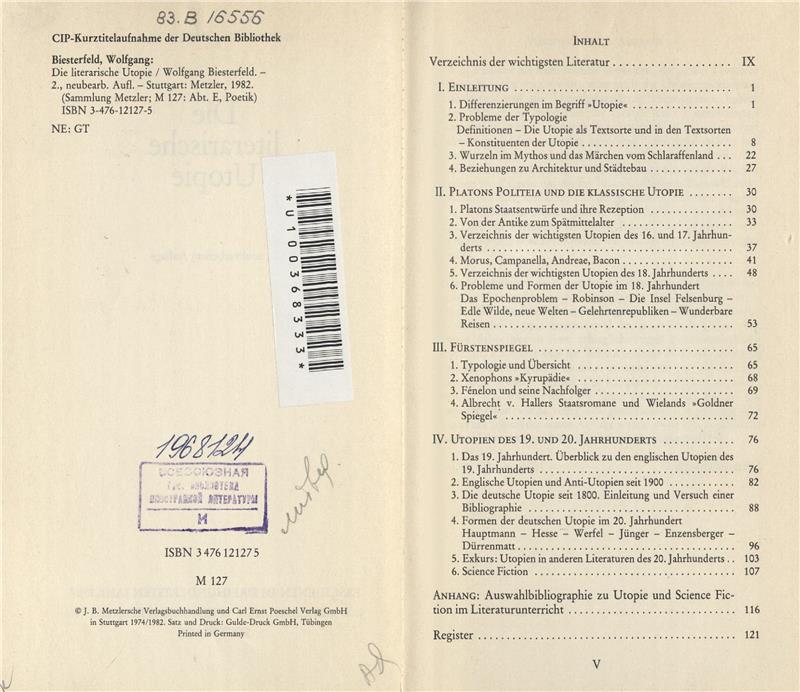 83. B 16556
CIP-Kurztitelaufnahme der Deutschen Bibliothek
Biesterfeld, Wolfgang:
Die literarische Utopie / Wolfgang Biesterfeld. –
2., neubearb. Aufl. – Stuttgart: Metzler, 1982.
(Sammlung Metzler; M 127: Abt. E, Poetik)
ISBN 3-476-12127-5
NE: GT
Die
literarische
Utopie
*U100368333*
1968124
ВСЕСОЮЗНАЯ
ГОС. БИБЛИОТЕКА
ИНОСТРАННОЙ ЛИТЕРАТУРЫ
И
ISBN 3 476 12127 5
M 127
© J. B. Metzlersche Verlagsbuchhandlung und Carl Ernst Poeschel Verlag GmbH
in Stuttgart 1974/1982. Satz und Druck: Gulde-Druck GmbH, Tübingen
Printed in Germany
INHALT
Verzeichnis der wichtigsten Literatur . . . . . . . . . . . . . . . . . . . IX
I. EINLEITUNG . . . . . . . . . . . . . . . . . . . . . . . . . . . . . . . . . . . 1
1. Differenzierungen im Begriff »Utopie« . . . . . . . . . . . . . . . . 1
2. Probleme der Typologie
Definitionen – Die Utopie als Textsorte und in den Textsorten
– Konstituenten der Utopie . . . . . . . . . . . . . . . . . . . . . . . 8
3. Wurzeln im Mythos und das Märchen vom Schlaraffenland . . . 22
4. Beziehungen zu Architektur und Städtebau . . . . . . . . . . . . . 27
II. PLATONS POLITEIA UND DIE KLASSISCHE UTOPIE . . . . . . . . 30
1. Platons Staatsentwürfe und ihre Rezeption . . . . . . . . . . . . . 30
2. Von der Antike zum Spätmittelalter . . . . . . . . . . . . . . . . . 33
3. Verzeichnis der wichtigsten Utopien des 16. und 17. Jahrhun-
derts . . . . . . . . . . . . . . . . . . . . . . . . . . . . . . . . . . . . . 37
4. Morus, Campanella, Andreae, Bacon . . . . . . . . . . . . . . . . . 41
5. Verzeichnis der wichtigsten Utopien des 18. Jahrhunderts . . . . 48
6. Probleme und Formen der Utopie im 18. Jahrhundert
Das Epochenproblem – Robinson – Die Insel Felsenburg –
Edle Wilde, neue Welten – Gelehrtenrepubliken – Wunderbare
Reisen . . . . . . . . . . . . . . . . . . . . . . . . . . . . . . . . . . . . 53
III. FÜRSTENSPIEGEL . . . . . . . . . . . . . . . . . . . . . . . . . . . . . . 65
1. Typologie und Übersicht . . . . . . . . . . . . . . . . . . . . . . . . 65
2. Xenophons »Kyrupädie« . . . . . . . . . . . . . . . . . . . . . . . . 68
3. Fénelon und seine Nachfolger . . . . . . . . . . . . . . . . . . . . . 69
4. Albrecht v. Hallers Staatsromane und Wielands »Goldner
Spiegel« . . . . . . . . . . . . . . . . . . . . . . . . . . . . . . . . . . . 72
IV. UTOPIEN DES 19. UND 20. JAHRHUNDERTS . . . . . . . . . . . . 76
1. Das 19. Jahrhundert. Überblick zu den englischen Utopien des
19. Jahrhunderts . . . . . . . . . . . . . . . . . . . . . . . . . . . . . 76
2. Englische Utopien und Anti-Utopien seit 1900 . . . . . . . . . . 82
3. Die deutsche Utopie seit 1800. Einleitung und Versuch einer
Bibliographie . . . . . . . . . . . . . . . . . . . . . . . . . . . . . . . 88
4. Formen der deutschen Utopie im 20. Jahrhundert
Hauptmann – Hesse – Werfel – Jünger – Enzensberger –
Dürrenmatt . . . . . . . . . . . . . . . . . . . . . . . . . . . . . . . . 96
5. Exkurs: Utopien in anderen Literaturen des 20. Jahrhunderts . . 103
6. Science Fiction . . . . . . . . . . . . . . . . . . . . . . . . . . . . . . 107
ANHANG: Auswahlbibliographie zu Utopie und Science Fic-
tion im Literaturunterricht . . . . . . . . . . . . . . . . . . . . . . . . 116
Register . . . . . . . . . . . . . . . . . . . . . . . . . . . . . . . . . . . . . 121
V